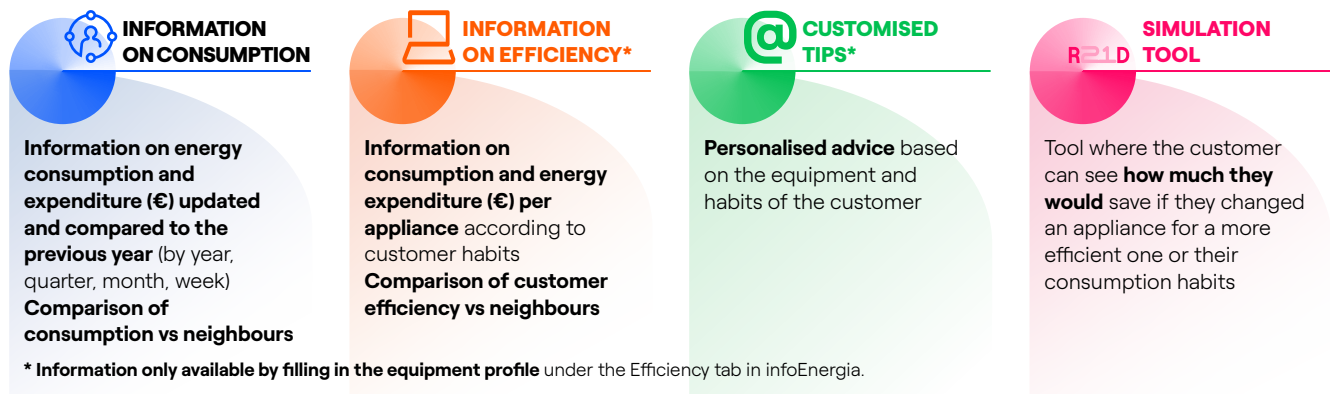 INFORMATION
ON CONSUMPTION
Information on energy
consumption and
expenditure (€) updated
and compared to the
previous year (by year,
quarter, month, week)
Comparison of
consumption vs neighbours
INFORMATION
ON EFFICIENCY*
Information on
consumption and energy
expenditure (€) per
appliance according to
customer habits
Comparison of customer
efficiency vs neighbours
@
CUSTOMISED
TIPS*
Personalised advice based
on the equipment and
habits of the customer
R21D
SIMULATION
TOOL
Tool where the customer
can see how much they
would save if they changed
an appliance for a more
efficient one or their
consumption habits
* Information only available by filling in the equipment profile under the Efficiency tab in infoEnergia.